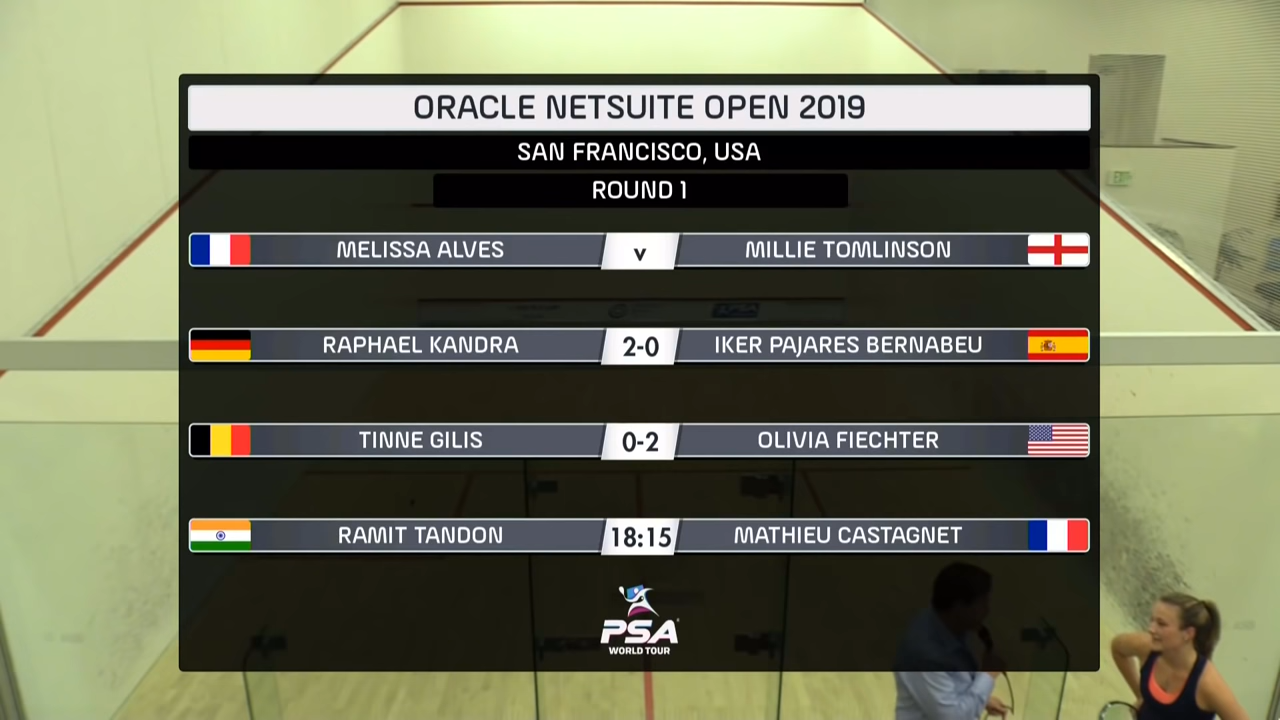 ORACLE NETSUITE OPEN 2019
SAN FRANCISCO, USA
ROUND 1
MELISSA ALVES v MILLIE TOMLINSON
RAPHAEL KANDRA 2-0 IKER PAJARES BERNABEU
TINNE GILIS 0-2 OLIVIA FIECHTER
RAMIT TANDON 18:15 MATHIEU CASTAGNET
PSA
WORLD TOUR
EXIT